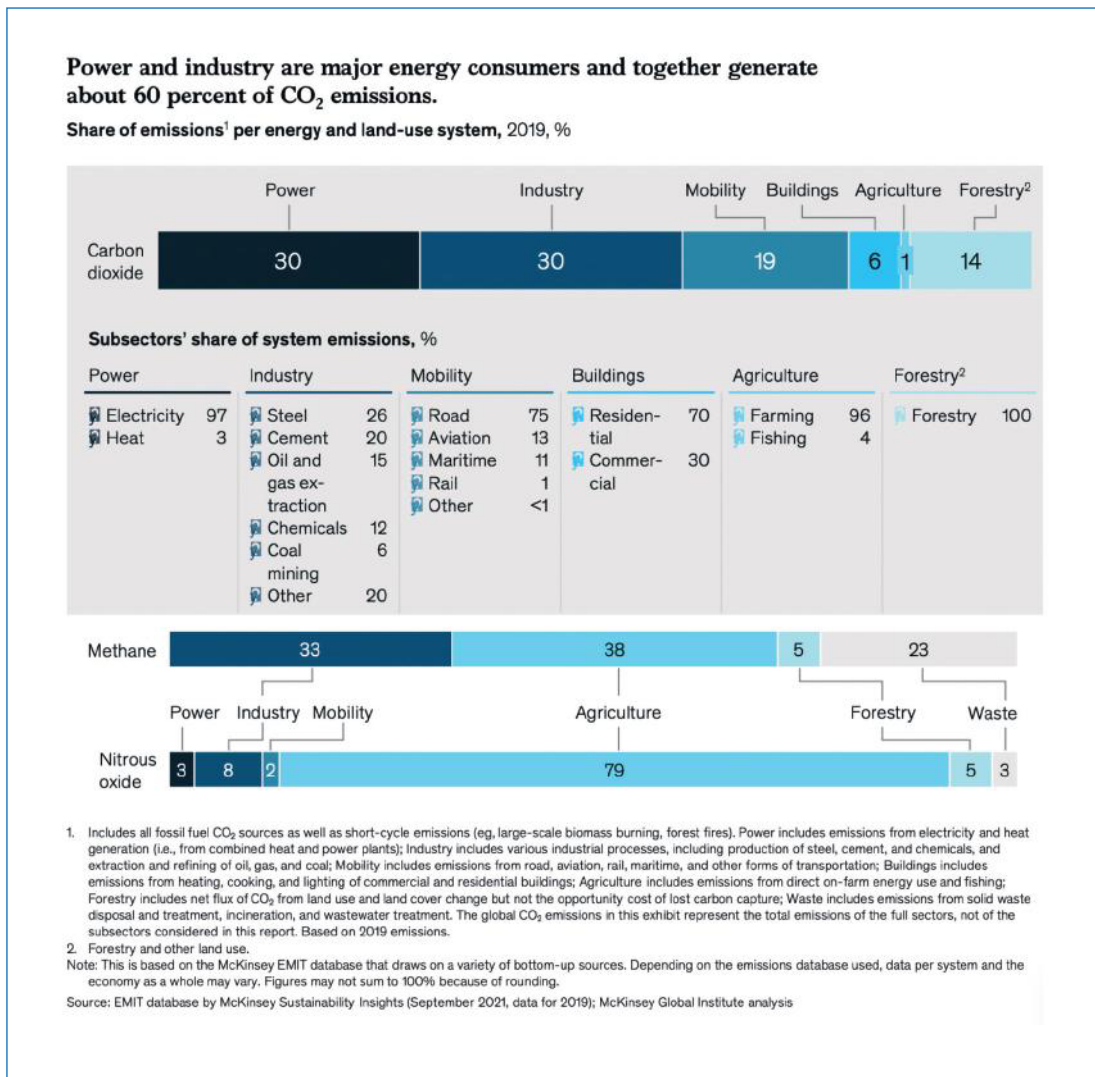 Power and industry are major energy consumers and together generate
about 60 percent of CO₂ emissions.
Share of emissions¹ per energy and land-use system, 2019, %
Power Industry Mobility Buildings Agriculture Forestry²
Carbon
dioxide
30 30 19 6 1 14
Subsectors' share of system emissions, %
Power
Electricity 97
Heat 3
Industry
Steel 26
Cement 20
Oil and 15
gas ex-
traction
Chemicals 12
Coal 6
mining
Other 20
Mobility
Road 75
Aviation 13
Maritime 11
Rail 1
Other <1
Buildings
Residen- 70
tial
Commer- 30
cial
Agriculture
Farming 96
Fishing 4
Forestry²
Forestry 100
Methane 33 38 5 23
Power Industry Mobility Agriculture Forestry Waste
Nitrous
oxide
3 8 2 79 5 3
1. Includes all fossil fuel CO₂ sources as well as short-cycle emissions (eg, large-scale biomass burning, forest fires). Power includes emissions from electricity and heat
generation (i.e., from combined heat and power plants); Industry includes various industrial processes, including production of steel, cement, and chemicals, and
extraction and refining of oil, gas, and coal; Mobility includes emissions from road, aviation, rail, maritime, and other forms of transportation; Buildings includes
emissions from heating, cooking, and lighting of commercial and residential buildings; Agriculture includes emissions from direct on-farm energy use and fishing;
Forestry includes net flux of CO₂ from land use and land cover change but not the opportunity cost of lost carbon capture; Waste includes emissions from solid waste
disposal and treatment, incineration, and wastewater treatment. The global CO₂ emissions in this exhibit represent the total emissions of the full sectors, not of the
subsectors considered in this report. Based on 2019 emissions.
2. Forestry and other land use.
Note: This is based on the McKinsey EMIT database that draws on a variety of bottom-up sources. Depending on the emissions database used, data per system and the
economy as a whole may vary. Figures may not sum to 100% because of rounding.
Source: EMIT database by McKinsey Sustainability Insights (September 2021, data for 2019); McKinsey Global Institute analysis